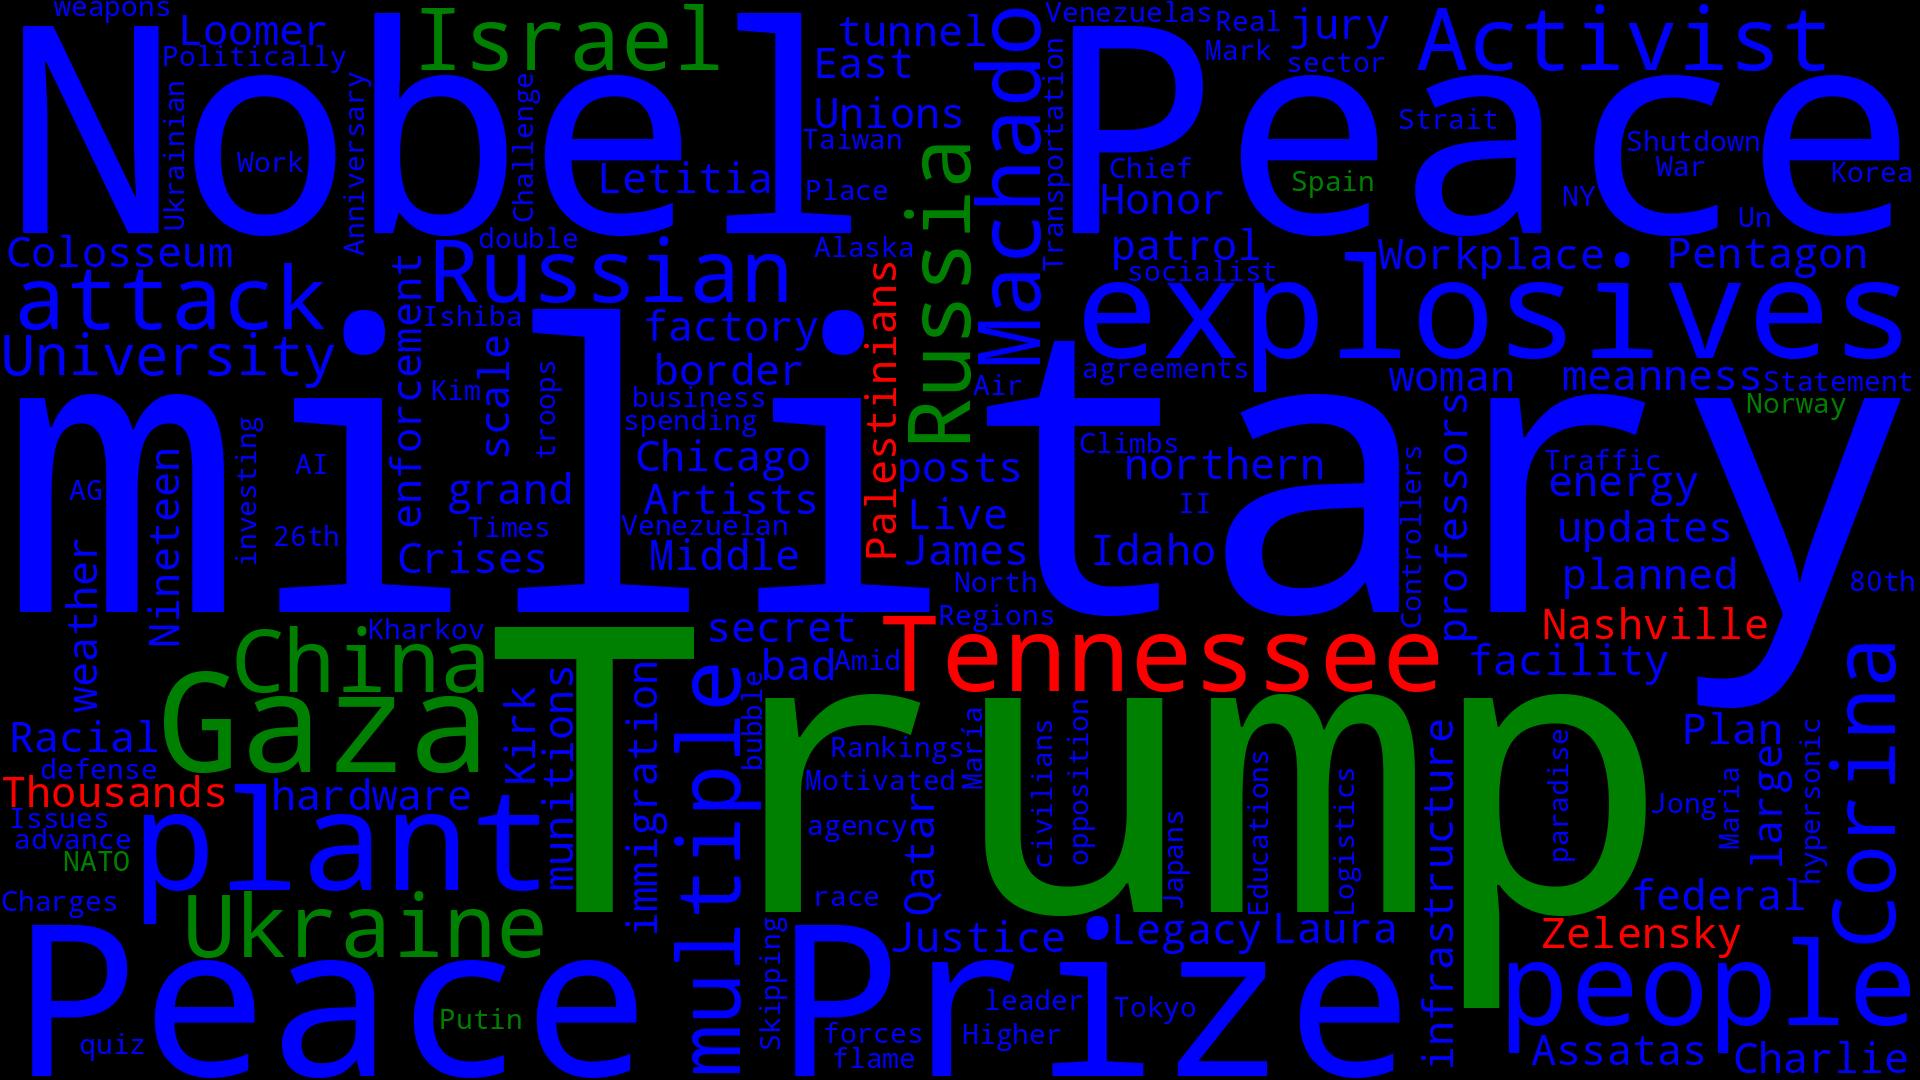 weapons
Nobel
Loomer
Politically
Israel
tunnel
East
Unions
Taiwan
Machado
Venezuelas
Real
Mark
jury
sector
Activist
Peace
Ukrainian
Work
Anniversary
Challenge
Letitia
Place
Russia
Transportation
Chief
Honor
Spain
Strait
Shutdown
War
NY
Un
Korea
Colosseum
attack
University
enforcement
double
Russian
Alaska
Ishiba
factory
Palestinians
patrol
socialist
explosives
Workplace
Pentagon
military
Kim
scale
troops
border
business
spending
Air
agreements
woman
meanness
Statement
Norway
AG
Nineteen
investing
AI
26th
grand
Times
Crises
Chicago
Artists
Venezuelan
Middle
posts
Live
James
Climbs
northern
II
Idaho
Controllers
professors
Traffic
energy
updates
planned
80th
weather
North
Regions
Kharkov
China
Gaza
secret
bad
Amid
Tennessee
Nashville
facility
Trump
Racial
defense
Thousands
Issues
advance
NATO
Charges
hardware
plant
Kirk
munitions
immigration
multiple
bubble
Rankings
Motivated
agency
Qatar
race
María
civilians
opposition
Japans
Educations
Logistics
infrastructure
paradise
Jong
Plan
Maria
large
hypersonic
Corina
federal
Ukraine
Peace
Putin
quiz
Skipping
Justice
Legacy
Laura
Prize
leader
Tokyo
forces
Higher
flame
Zelensky
people
Assatas
Charlie